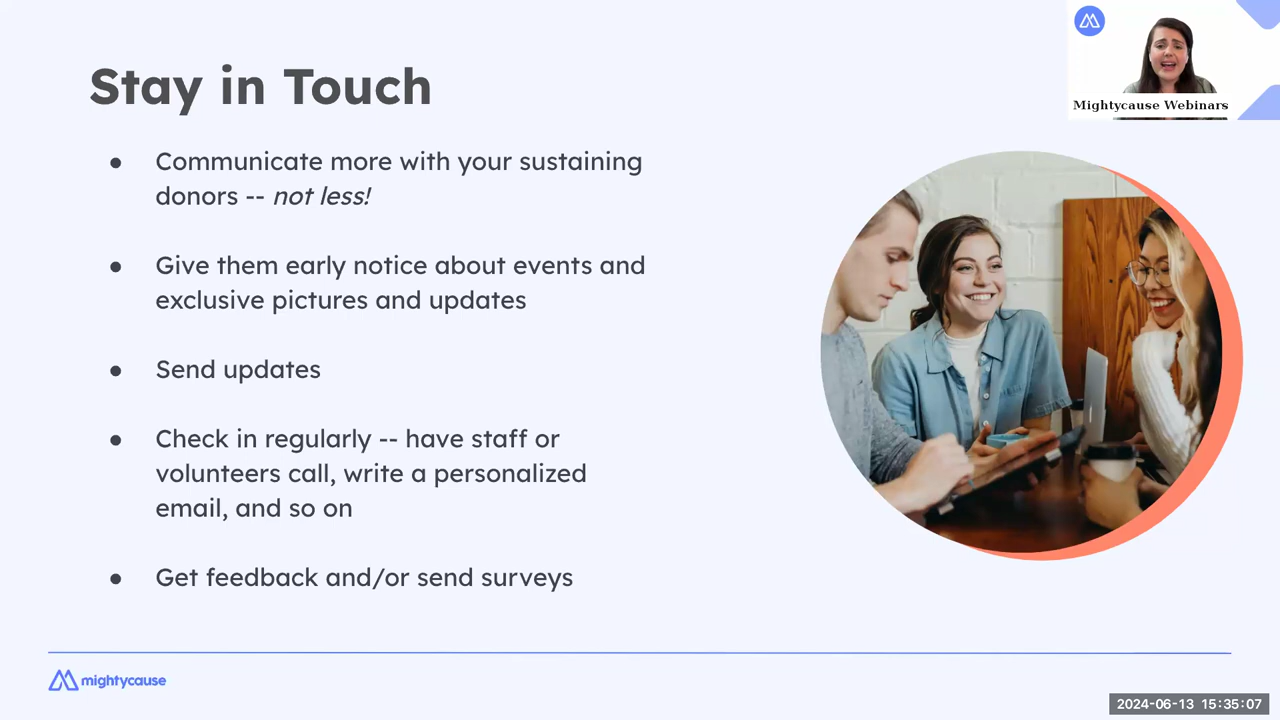 Stay in Touch
Mightycause Webinars
● Communicate more with your sustaining
donors -- not less!
● Give them early notice about events and
exclusive pictures and updates
● Send updates
● Check in regularly -- have staff or
volunteers call, write a personalized
email, and so on
● Get feedback and/or send surveys
mightycause
2024-06-13 15:35:07